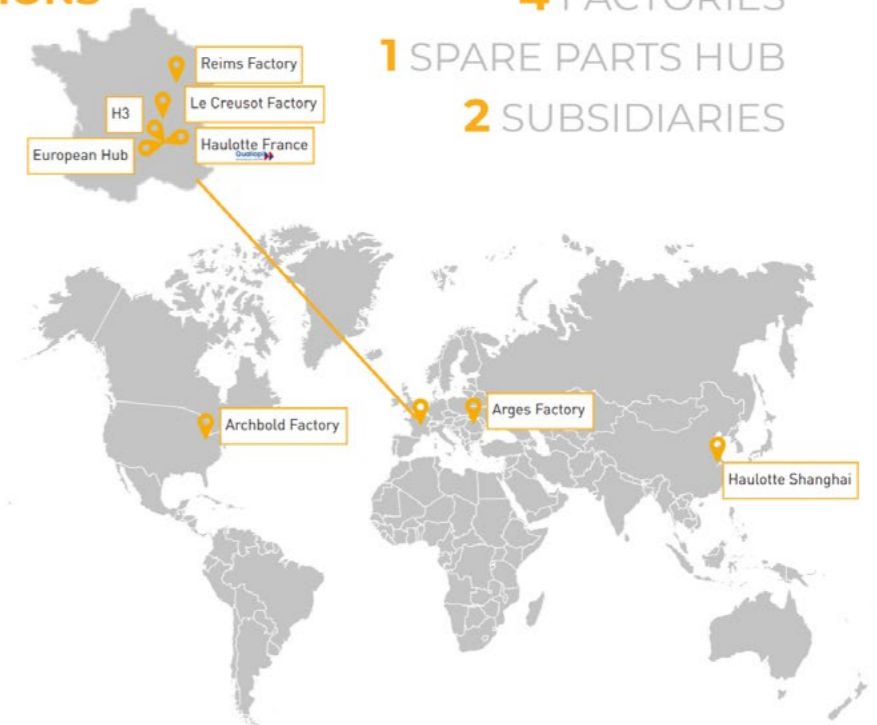 4 FACTORIES
1 SPARE PARTS HUB
2 SUBSIDIARIES
Reims Factory
Le Creusot Factory
H3
Haulotte France
Qualiopi
European Hub
Arges Factory
Archbold Factory
Haulotte Shanghai